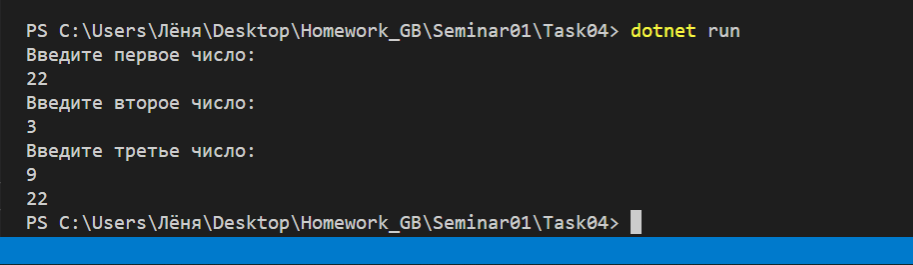 PS C:\Users\Лёня\Desktop\Homework_GB\Seminar01\Task04> dotnet run
Введите первое число:
22
Введите второе число:
3
Введите третье число:
9
22
PS C:\Users\Лёня\Desktop\Homework_GB\Seminar01\Task04>